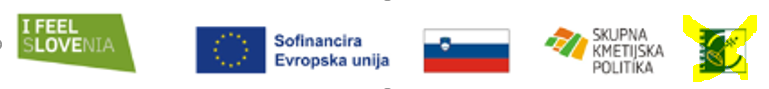 I FEEL
SLOVENIA
Sofinancira
Evropska unija
SKUPNA
KMETIJSKA
POLITIKA